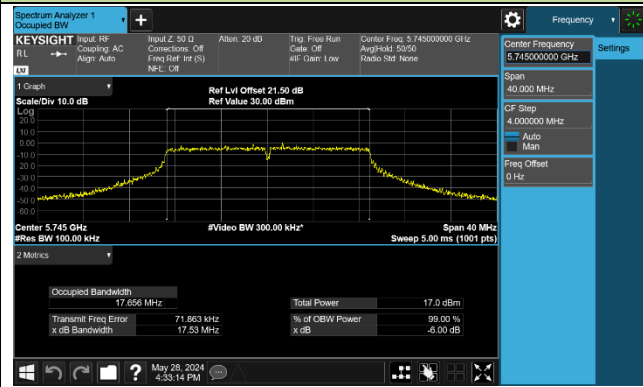 Spectrum Analyzer 1
Occupied BW
Frequency
KEYSIGHT
Input: RF
Input Z: 50 Ω
Atten: 20 dB
Trig: Free Run
Center Freq: 5.745000000 GHz
RL
Coupling: AC
Corrections: Off
Gate: Off
Avg|Hold: 50/50
Align: Auto
Freq Ref: Int (S)
#IF Gain: Low
Radio Std: None
LXI
NFE: Off
Center Frequency
5.745000000 GHz
Settings
Span
40.000 MHz
CF Step
4.000000 MHz
Auto
Man
Freq Offset
0 Hz
1 Graph
Ref Lvl Offset 21.50 dB
Scale/Div 10.0 dB
Ref Value 30.00 dBm
Log
20.0
10.0
0.00
-10.0
-20.0
-30.0
-40.0
-50.0
-60.0
Center 5.745 GHz
#Video BW 300.00 kHz*
Span 40 MHz
#Res BW 100.00 kHz
Sweep 5.00 ms (1001 pts)
2 Metrics
Occupied Bandwidth
17.656 MHz
Total Power
17.0 dBm
Transmit Freq Error
71.863 kHz
% of OBW Power
99.00 %
x dB Bandwidth
17.53 MHz
x dB
-6.00 dB
May 28, 2024
4:33:14 PM